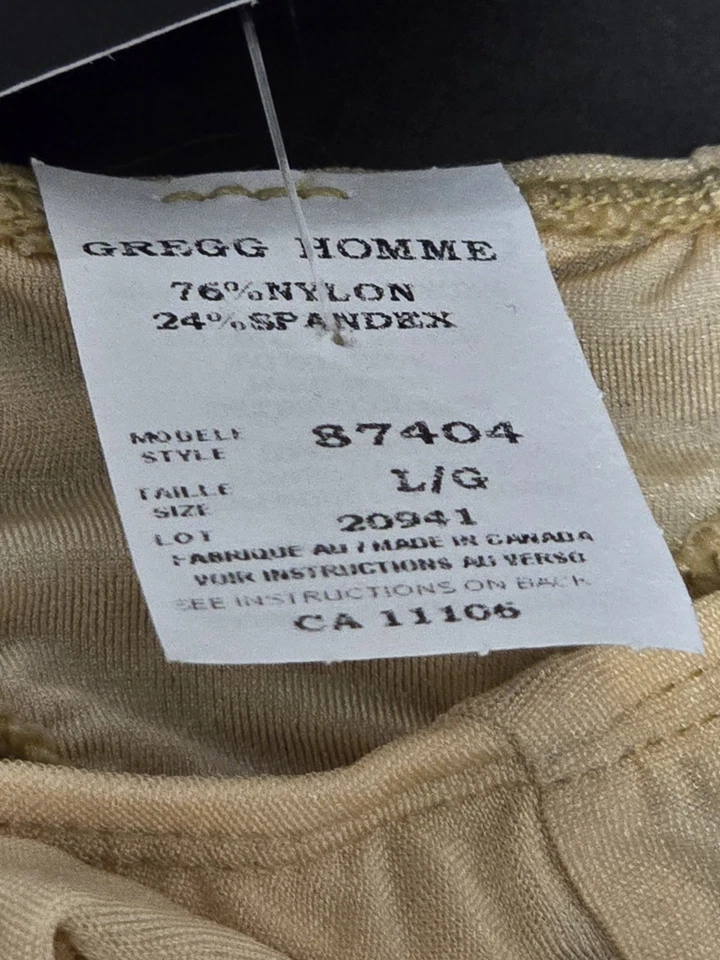 GREGG HOMME
76%NYLON
24%SPANDEX
MODELE
STYLE
87404
TAILLE
SIZE
L/G
LOT
20941
FABRIQUE AU / MADE IN CANADA
VOIR INSTRUCTIONS AU VERSO
SEE INSTRUCTIONS ON BACK
CA 11106